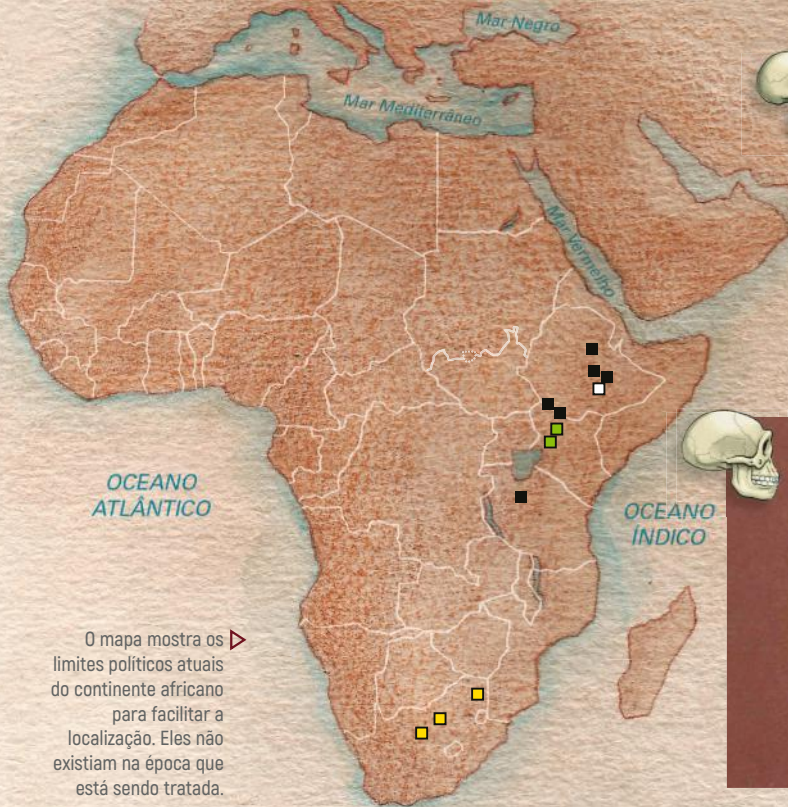 Mar Negro
Mar Mediterrâneo
Mar Vermelho
OCEANO
ATLÂNTICO
OCEANO
ÍNDICO
O mapa mostra os
limites políticos atuais
do continente africano
para facilitar a
localização. Eles não
existiam na época que
está sendo tratada.